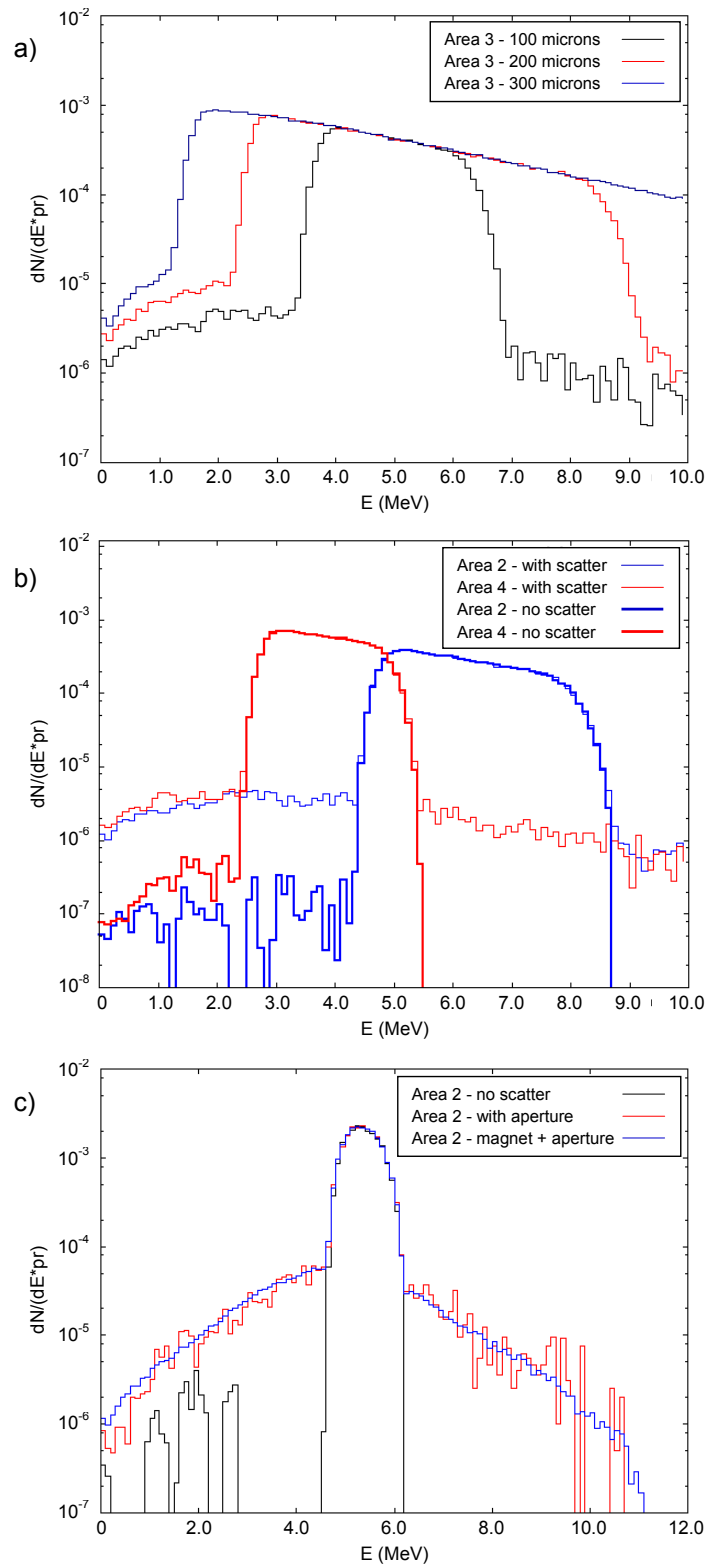 a)
10^-2
Area 3 - 100 microns
Area 3 - 200 microns
Area 3 - 300 microns
10^-3
10^-4
10^-5
10^-6
10^-7
dN/(dE*pr)
0 1.0 2.0 3.0 4.0 5.0 6.0 7.0 8.0 9.0 10.0
E (MeV)
b)
10^-2
Area 2 - with scatter
Area 4 - with scatter
Area 2 - no scatter
Area 4 - no scatter
10^-3
10^-4
10^-5
10^-6
10^-7
10^-8
dN/(dE*pr)
0 1.0 2.0 3.0 4.0 5.0 6.0 7.0 8.0 9.0 10.0
E (MeV)
c)
10^-2
Area 2 - no scatter
Area 2 - with aperture
Area 2 - magnet + aperture
10^-3
10^-4
10^-5
10^-6
10^-7
dN/(dE*pr)
0 2.0 4.0 6.0 8.0 10.0 12.0
E (MeV)